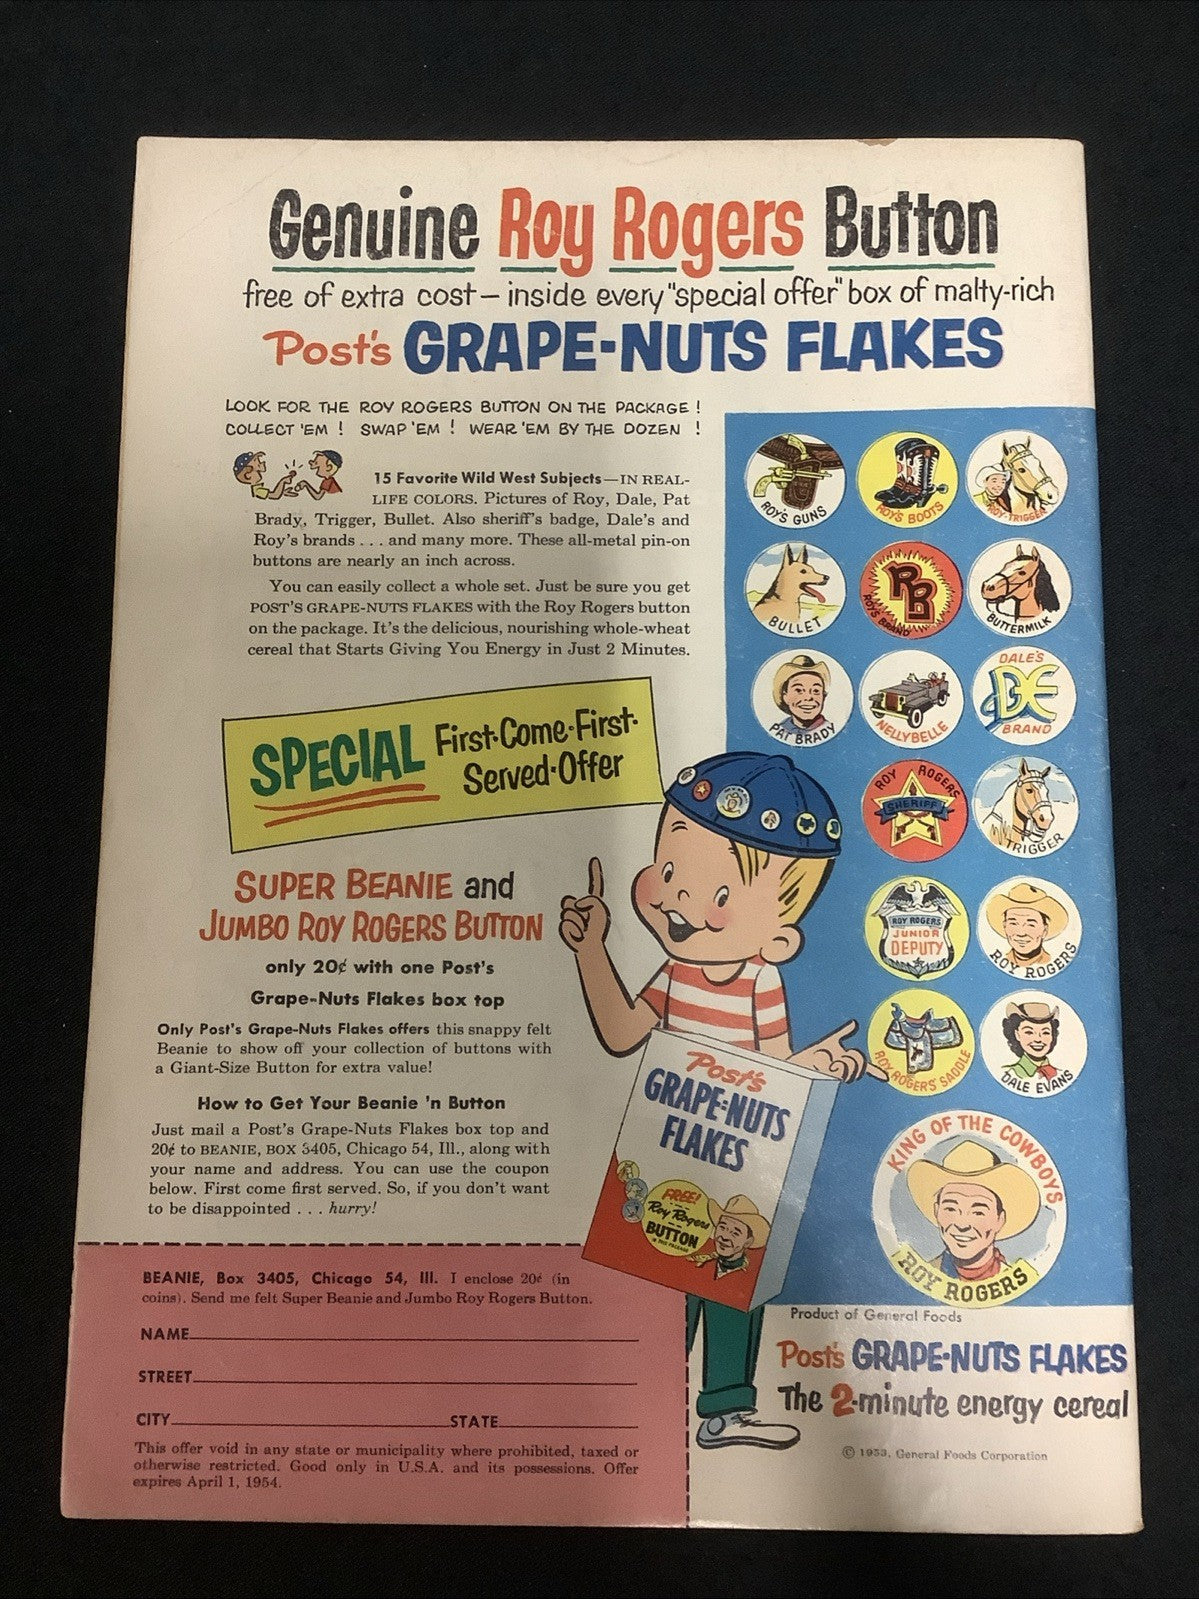 Genuine Roy Rogers Button
free of extra cost — inside every "special offer" box of malty-rich
Post's GRAPE-NUTS FLAKES
LOOK FOR THE ROY ROGERS BUTTON ON THE PACKAGE!
COLLECT 'EM! SWAP 'EM! WEAR 'EM BY THE DOZEN!
15 Favorite Wild West Subjects—IN REAL-
LIFE COLORS. Pictures of Roy, Dale, Pat
Brady, Trigger, Bullet. Also sheriff's badge, Dale's and
Roy's brands . . . and many more. These all-metal pin-on
buttons are nearly an inch across.
You can easily collect a whole set. Just be sure you get
POST'S GRAPE-NUTS FLAKES with the Roy Rogers button
on the package. It's the delicious, nourishing whole-wheat
cereal that Starts Giving You Energy in Just 2 Minutes.
SPECIAL First-Come-First-
Served-Offer
SUPER BEANIE and
JUMBO ROY ROGERS BUTTON
only 20¢ with one Post's
Grape-Nuts Flakes box top
Only Post's Grape-Nuts Flakes offers this snappy felt
Beanie to show off your collection of buttons with
a Giant-Size Button for extra value!
How to Get Your Beanie 'n Button
Just mail a Post's Grape-Nuts Flakes box top and
20¢ to BEANIE, BOX 3405, Chicago 54, Ill., along with
your name and address. You can use the coupon
below. First come first served. So, if you don't want
to be disappointed . . . hurry!
BEANIE, Box 3405, Chicago 54, Ill. I enclose 20¢ (in
coins). Send me felt Super Beanie and Jumbo Roy Rogers Button.
NAME
STREET
CITY STATE
This offer void in any state or municipality where prohibited, taxed or
otherwise restricted. Good only in U.S.A. and its possessions. Offer
expires April 1, 1954.
ROY'S GUNS
ROY'S BOOTS
ROY-TRIGGER
BULLET
RR
ROY'S BRAND
BUTTERMILK
PAT BRADY
NELLYBELLE
DALE'S
DE
BRAND
ROY ROGERS
SHERIFF
TRIGGER
ROY ROGERS
JUNIOR
DEPUTY
ROY ROGERS
ROY ROGERS' SADDLE
DALE EVANS
KING OF THE COWBOYS
ROY ROGERS
Post's
GRAPE-NUTS
FLAKES
FREE!
Roy Rogers
BUTTON
Product of General Foods
Post's GRAPE-NUTS FLAKES
The 2-minute energy cereal
© 1953, General Foods Corporation